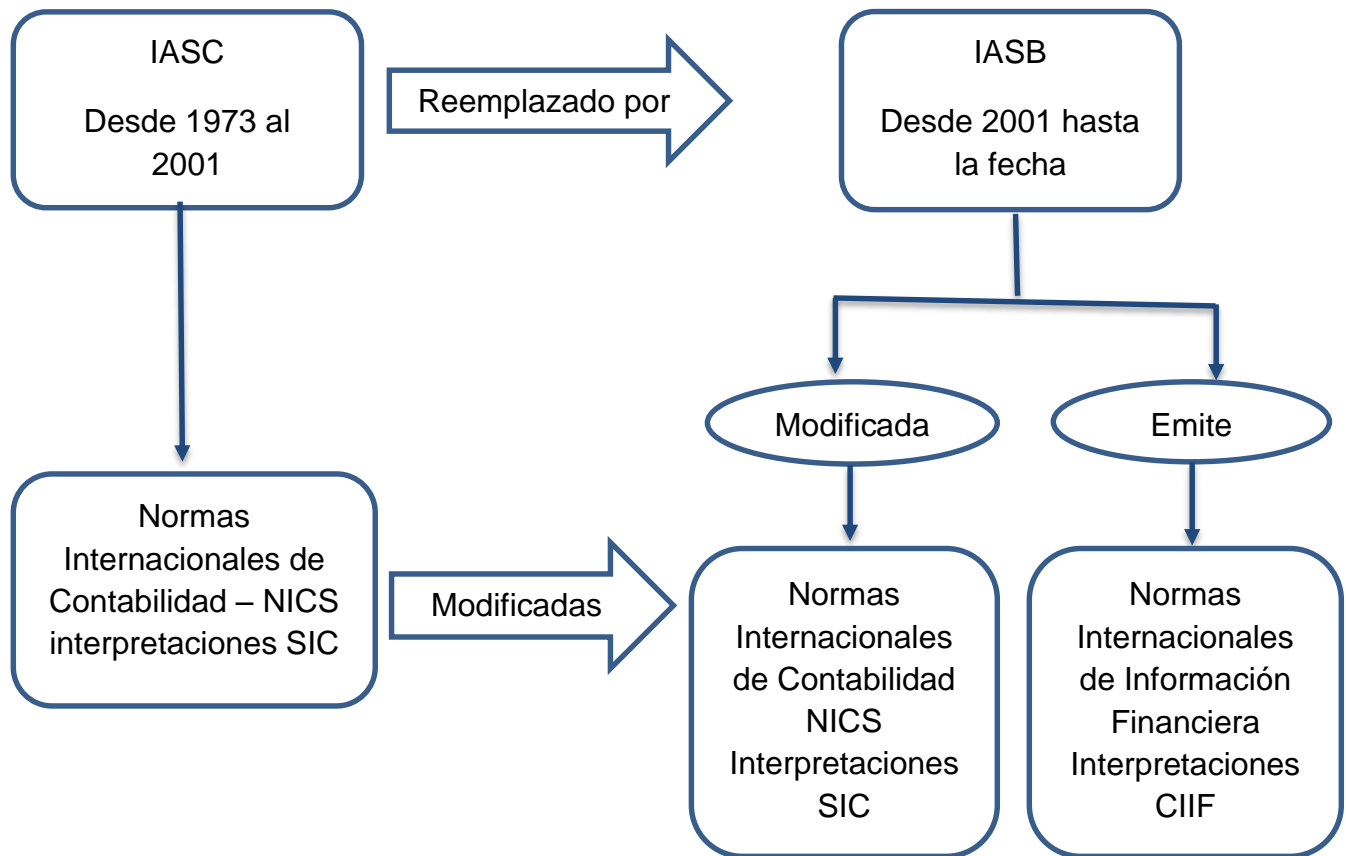 IASC
Desde 1973 al
2001
Reemplazado por
IASB
Desde 2001 hasta
la fecha
Modificada
Emite
Normas
Internacionales de
Contabilidad – NICS
interpretaciones SIC
Modificadas
Normas
Internacionales
de Contabilidad
NICS
Interpretaciones
SIC
Normas
Internacionales
de Información
Financiera
Interpretaciones
CIIF